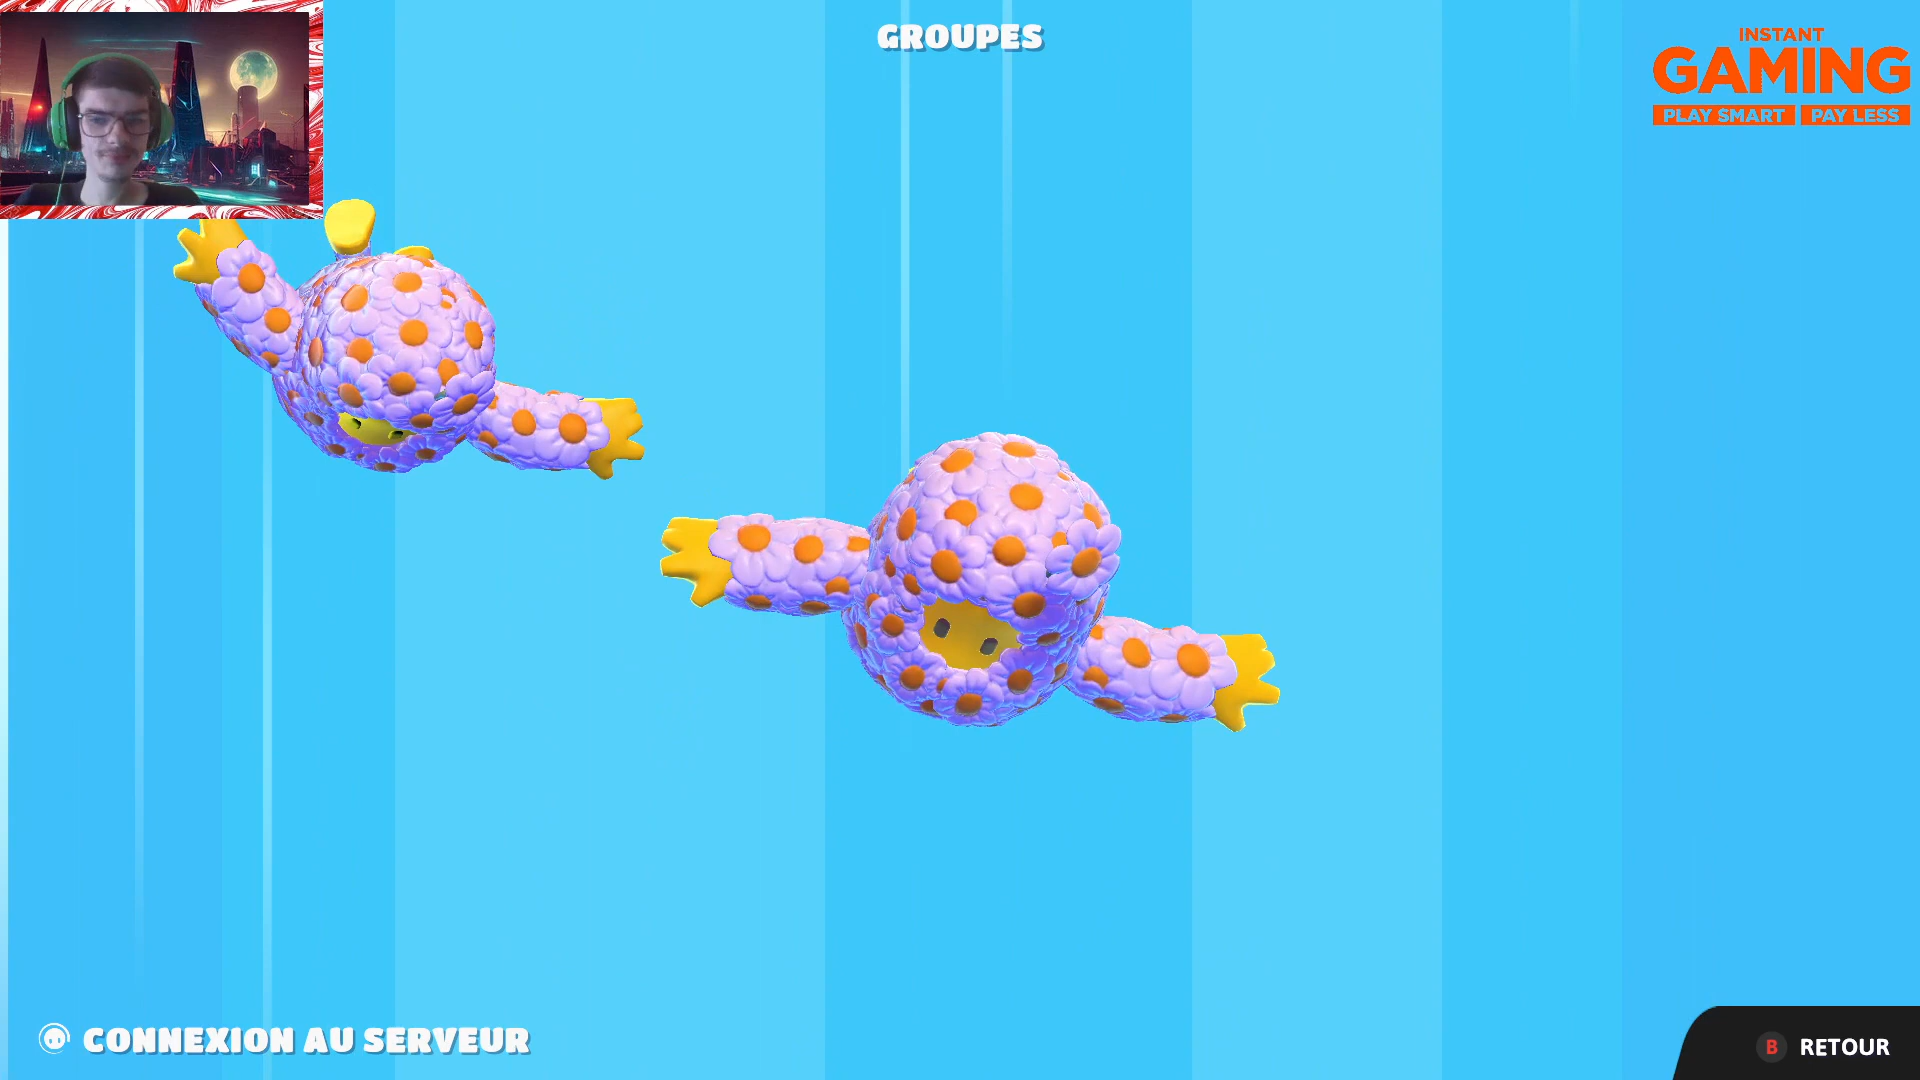 GROUPES
INSTANT
GAMING
PLAY SMART PAY LESS
CONNEXION AU SERVEUR
B RETOUR